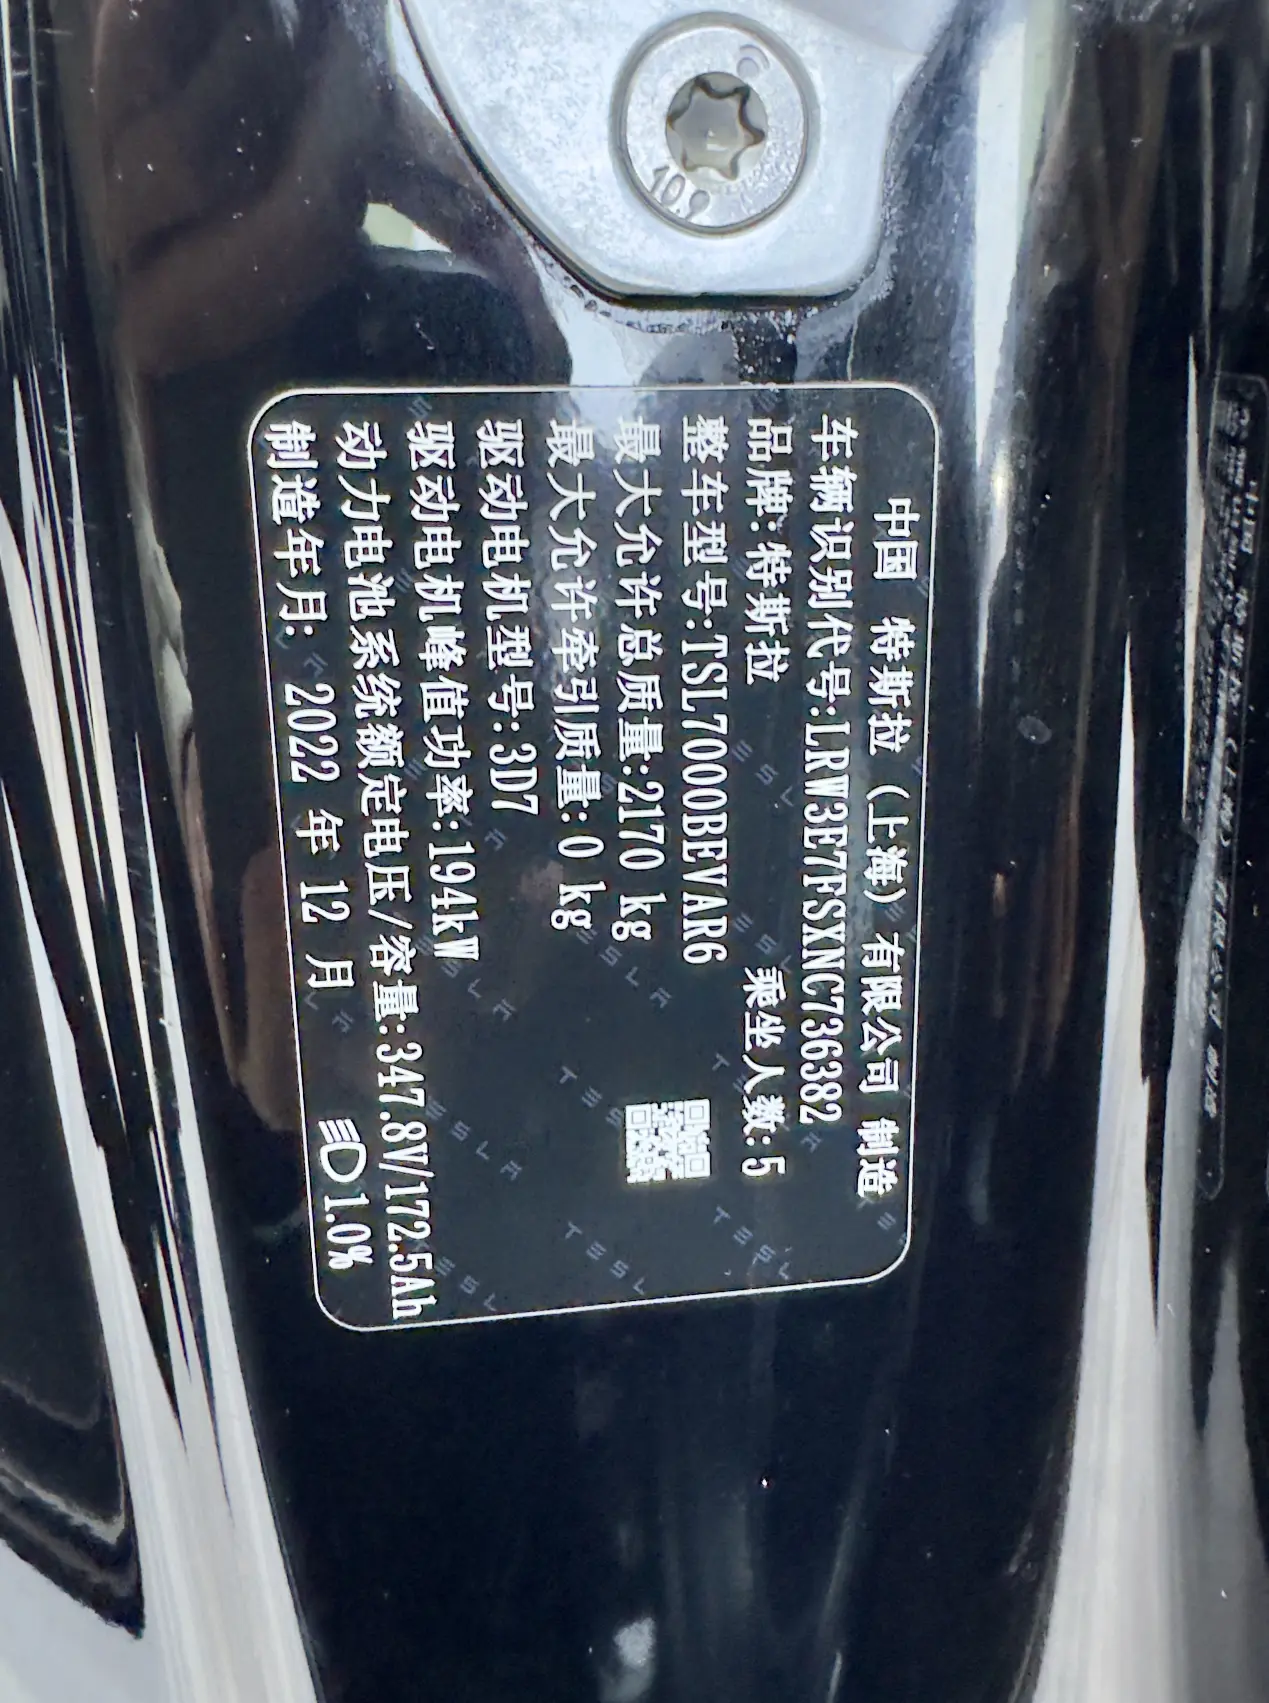 10.9
中国 特斯拉（上海）有限公司 制造
车辆识别代号:LRW3E7FSXNC736382
品牌:特斯拉 乘坐人数:5
整车型号:TSL7000BEVAR6
最大允许总质量:2170 kg
最大允许牵引质量:0 kg
驱动电机型号:3D7
驱动电机峰值功率:194kW
动力电池系统额定电压/容量:347.8V/172.5Ah
制造年月: 2022 年 12 月 1.0%